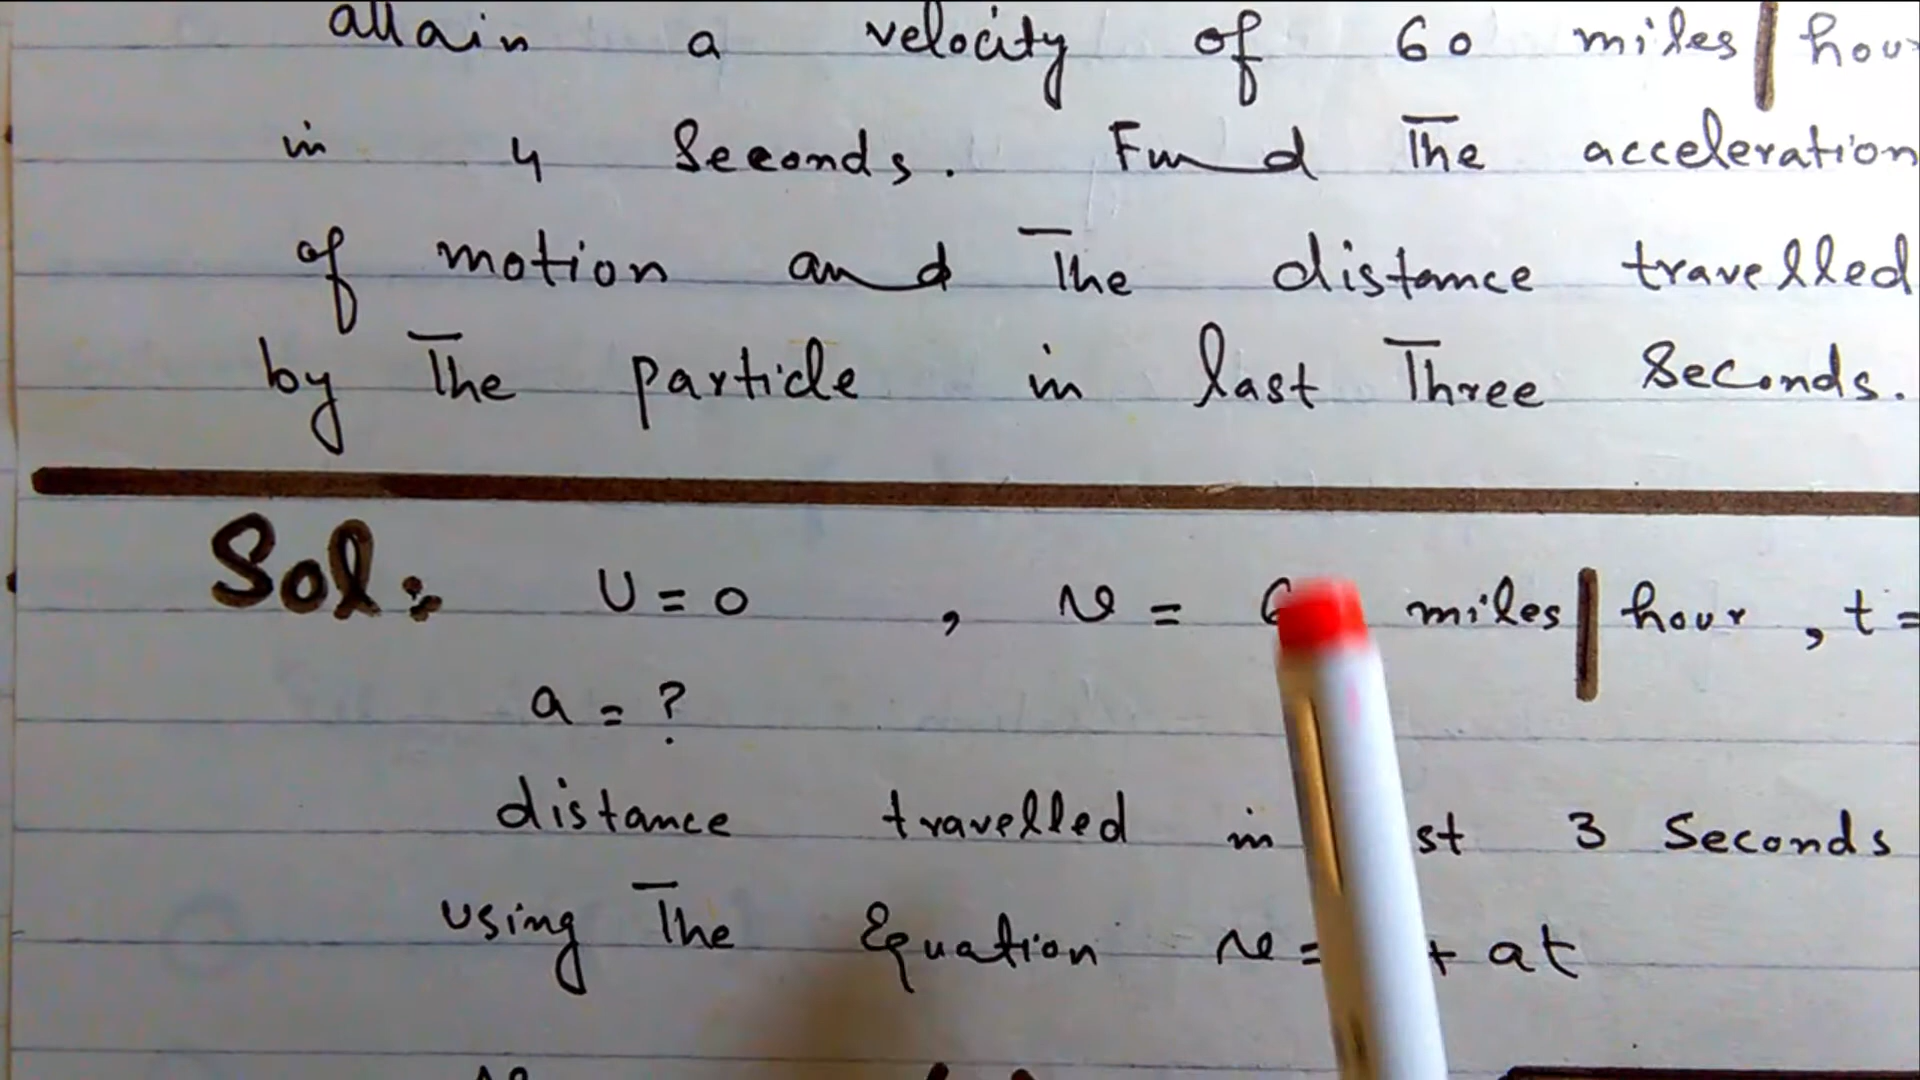 attain a velocity of 60 miles/hour
in 4 Seconds. Find The acceleration
of motion and The distance travelled
by The particle in last Three Seconds.
Sol: U=0 , v = miles/hour , t=
a = ?
distance travelled in st 3 Seconds
using The Equation v = + at